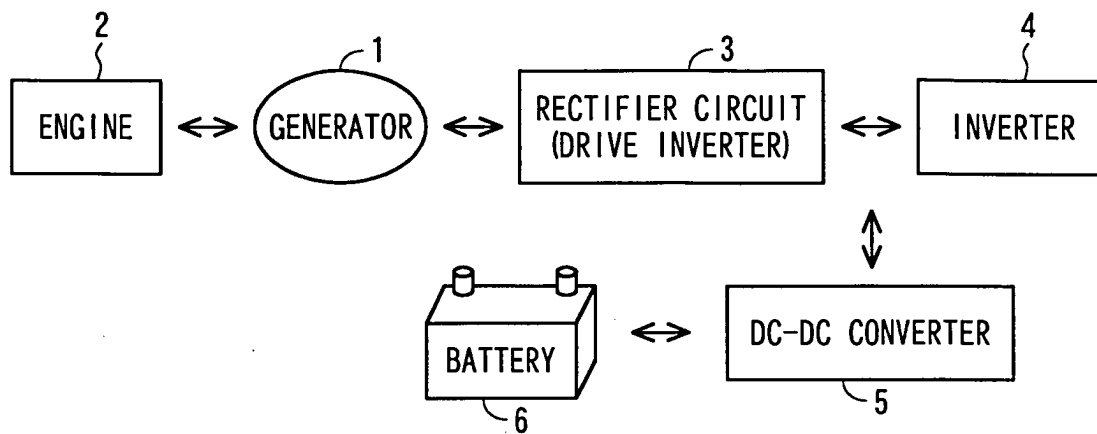 2
1
3
4
ENGINE
GENERATOR
RECTIFIER CIRCUIT
(DRIVE INVERTER)
INVERTER
BATTERY
DC-DC CONVERTER
6
5